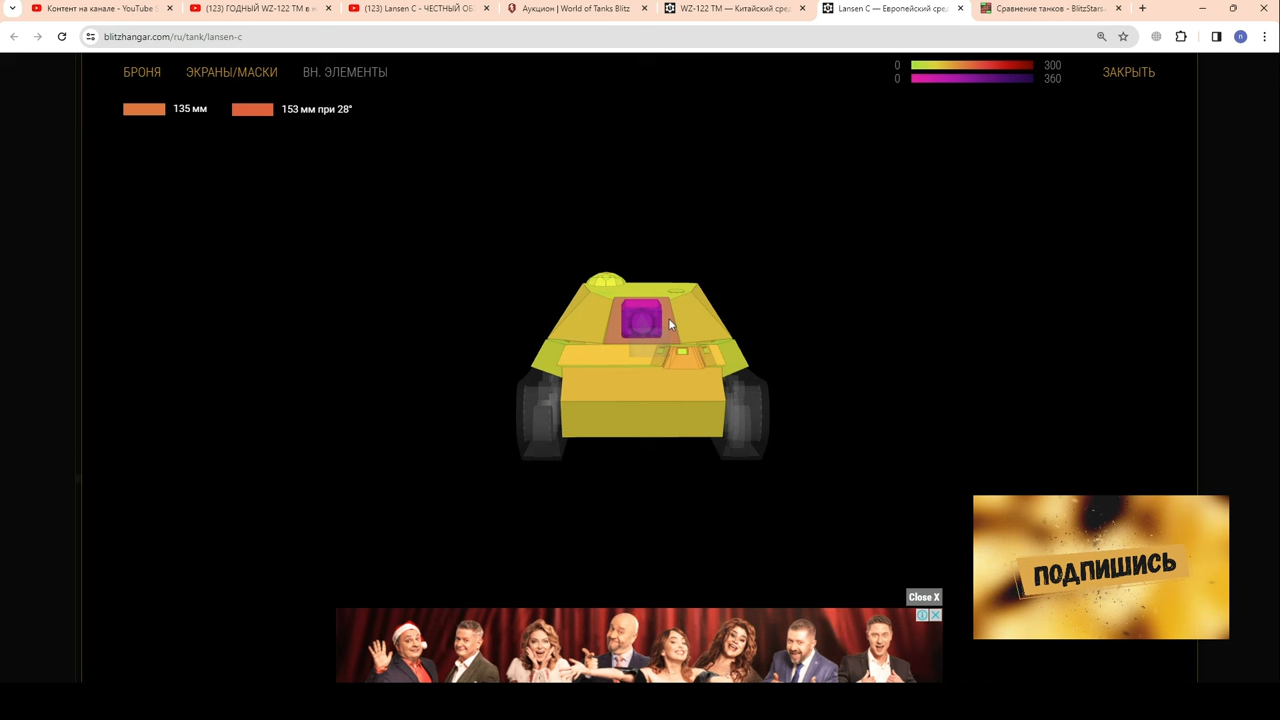 (123) Контент на канале - YouTube S
(123) ГОДНЫЙ WZ-122 TM в н
(123) Lansen C - ЧЕСТНЫЙ ОБ
Аукцион | World of Tanks Blitz
WZ-122 TM — Китайский сред
Lansen C — Европейский сред
Сравнение танков - BlitzStars
blitzhangar.com/ru/tank/lansen-c
БРОНЯ ЭКРАНЫ/МАСКИ ВН. ЭЛЕМЕНТЫ
0 300
0 360
ЗАКРЫТЬ
135 мм 153 мм при 28°
ПОДПИШИСЬ
Close X